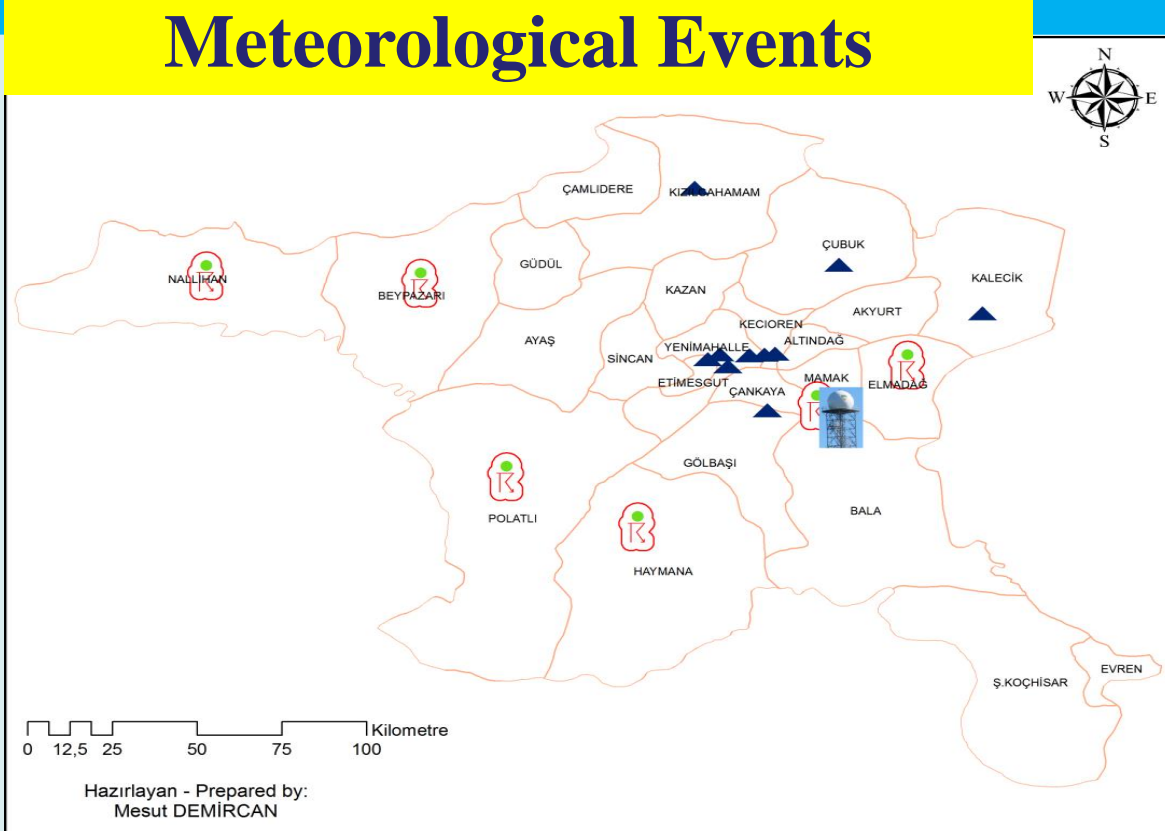 Meteorological Events
N
W E
S
ÇAMLIDERE
KIZILCAHAMAM
ÇUBUK
NALLIHAN
GÜDÜL
KALECİK
BEYPAZARI
KAZAN
AKYURT
KECIOREN
AYAŞ
YENİMAHALLE
ALTINDAĞ
SİNCAN
ETİMESGUT
MAMAK
ELMADAĞ
ÇANKAYA
GÖLBAŞI
POLATLI
BALA
HAYMANA
EVREN
Ş.KOÇHİSAR
Kilometre
0 12,5 25 50 75 100
Hazırlayan - Prepared by:
Mesut DEMİRCAN